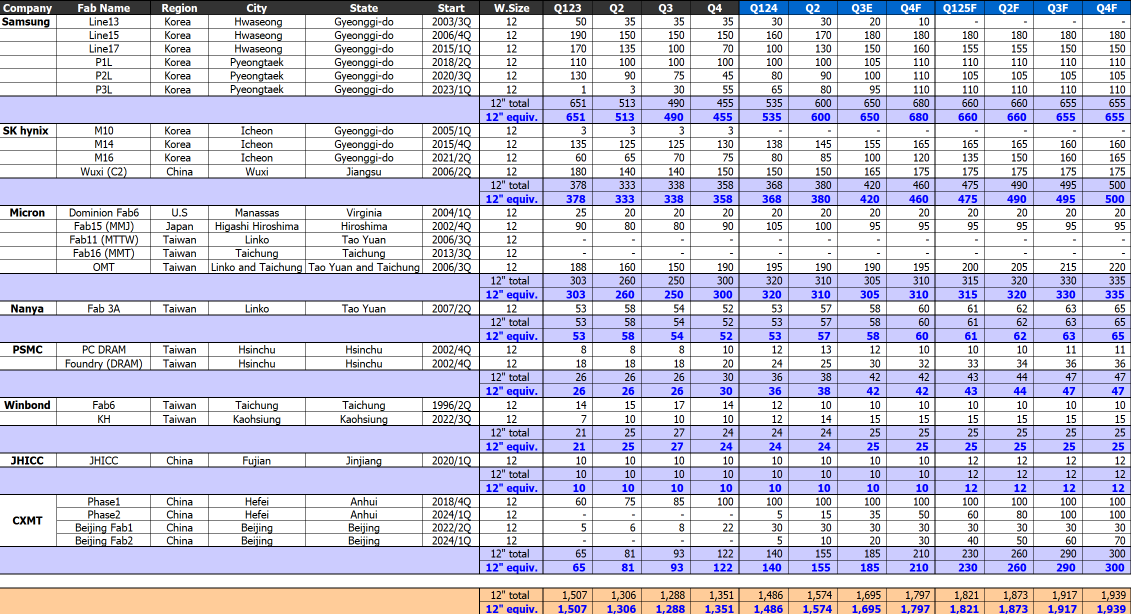 Company Fab Name Region City State Start W.Size Q123 Q2 Q3 Q4 Q124 Q2 Q3E Q4F Q125F Q2F Q3F Q4F
Samsung Line13 Korea Hwaseong Gyeonggi-do 2003/3Q 12 50 35 35 35 30 30 20 10 - - - -
Line15 Korea Hwaseong Gyeonggi-do 2006/4Q 12 190 150 150 150 160 170 180 180 180 180 180 180
Line17 Korea Hwaseong Gyeonggi-do 2015/1Q 12 170 135 100 70 100 130 150 160 155 155 150 150
P1L Korea Pyeongtaek Gyeonggi-do 2018/2Q 12 110 100 100 100 100 100 105 110 110 110 110 110
P2L Korea Pyeongtaek Gyeonggi-do 2020/3Q 12 130 90 75 45 80 90 100 110 105 105 105 105
P3L Korea Pyeongtaek Gyeonggi-do 2023/1Q 12 1 3 30 55 65 80 95 110 110 110 110 110
12" total 651 513 490 455 535 600 650 680 660 660 655 655
12" equiv. 651 513 490 455 535 600 650 680 660 660 655 655
SK hynix M10 Korea Icheon Gyeonggi-do 2005/1Q 12 3 3 3 3 - - - - - - - -
M14 Korea Icheon Gyeonggi-do 2015/4Q 12 135 125 125 130 138 145 155 165 165 165 160 160
M16 Korea Icheon Gyeonggi-do 2021/2Q 12 60 65 70 75 80 85 100 120 135 150 160 165
Wuxi (C2) China Wuxi Jiangsu 2006/2Q 12 180 140 140 150 150 150 165 175 175 175 175 175
12" total 378 333 338 358 368 380 420 460 475 490 495 500
12" equiv. 378 333 338 358 368 380 420 460 475 490 495 500
Micron Dominion Fab6 U.S Manassas Virginia 2004/1Q 12 25 20 20 20 20 20 20 20 20 20 20 20
Fab15 (MMJ) Japan Higashi Hiroshima Hiroshima 2002/4Q 12 90 80 80 90 105 100 95 95 95 95 95 95
Fab11 (MTTW) Taiwan Linko Tao Yuan 2006/3Q 12 - - - - - - - - - - - -
Fab16 (MMT) Taiwan Taichung Taichung 2013/3Q 12 - - - - - - - - - - - -
OMT Taiwan Linko and Taichung Tao Yuan and Taichung 2006/3Q 12 188 160 150 190 195 190 190 195 200 205 215 220
12" total 303 260 250 300 320 310 305 310 315 320 330 335
12" equiv. 303 260 250 300 320 310 305 310 315 320 330 335
Nanya Fab 3A Taiwan Linko Tao Yuan 2007/2Q 12 53 58 54 52 53 57 58 60 61 62 63 65
12" total 53 58 54 52 53 57 58 60 61 62 63 65
12" equiv. 53 58 54 52 53 57 58 60 61 62 63 65
PSMC PC DRAM Taiwan Hsinchu Hsinchu 2002/4Q 12 8 8 8 10 12 13 12 10 10 10 11 11
Foundry (DRAM) Taiwan Hsinchu Hsinchu 2002/4Q 12 18 18 18 20 24 25 30 32 33 34 36 36
12" total 26 26 26 30 36 38 42 42 43 44 47 47
12" equiv. 26 26 26 30 36 38 42 42 43 44 47 47
Winbond Fab6 Taiwan Taichung Taichung 1996/2Q 12 14 15 17 14 12 10 10 10 10 10 10 10
KH Taiwan Kaohsiung Kaohsiung 2022/3Q 12 7 10 10 10 12 14 15 15 15 15 15 15
12" total 21 25 27 24 24 24 25 25 25 25 25 25
12" equiv. 21 25 27 24 24 24 25 25 25 25 25 25
JHICC JHICC China Fujian Jinjiang 2020/1Q 12 10 10 10 10 10 10 10 10 12 12 12 12
12" total 10 10 10 10 10 10 10 10 12 12 12 12
12" equiv. 10 10 10 10 10 10 10 10 12 12 12 12
CXMT Phase1 China Hefei Anhui 2018/4Q 12 60 75 85 100 100 100 100 100 100 100 100 100
Phase2 China Hefei Anhui 2024/1Q 12 - - - - 5 15 35 50 60 80 100 100
Beijing Fab1 China Beijing Beijing 2022/2Q 12 5 6 8 22 30 30 30 30 30 30 30 30
Beijing Fab2 China Beijing Beijing 2024/1Q 12 - - - - 5 10 20 30 40 50 60 70
12" total 65 81 93 122 140 155 185 210 230 260 290 300
12" equiv. 65 81 93 122 140 155 185 210 230 260 290 300
12" total 1,507 1,306 1,288 1,351 1,486 1,574 1,695 1,797 1,821 1,873 1,917 1,939
12" equiv. 1,507 1,306 1,288 1,351 1,486 1,574 1,695 1,797 1,821 1,873 1,917 1,939